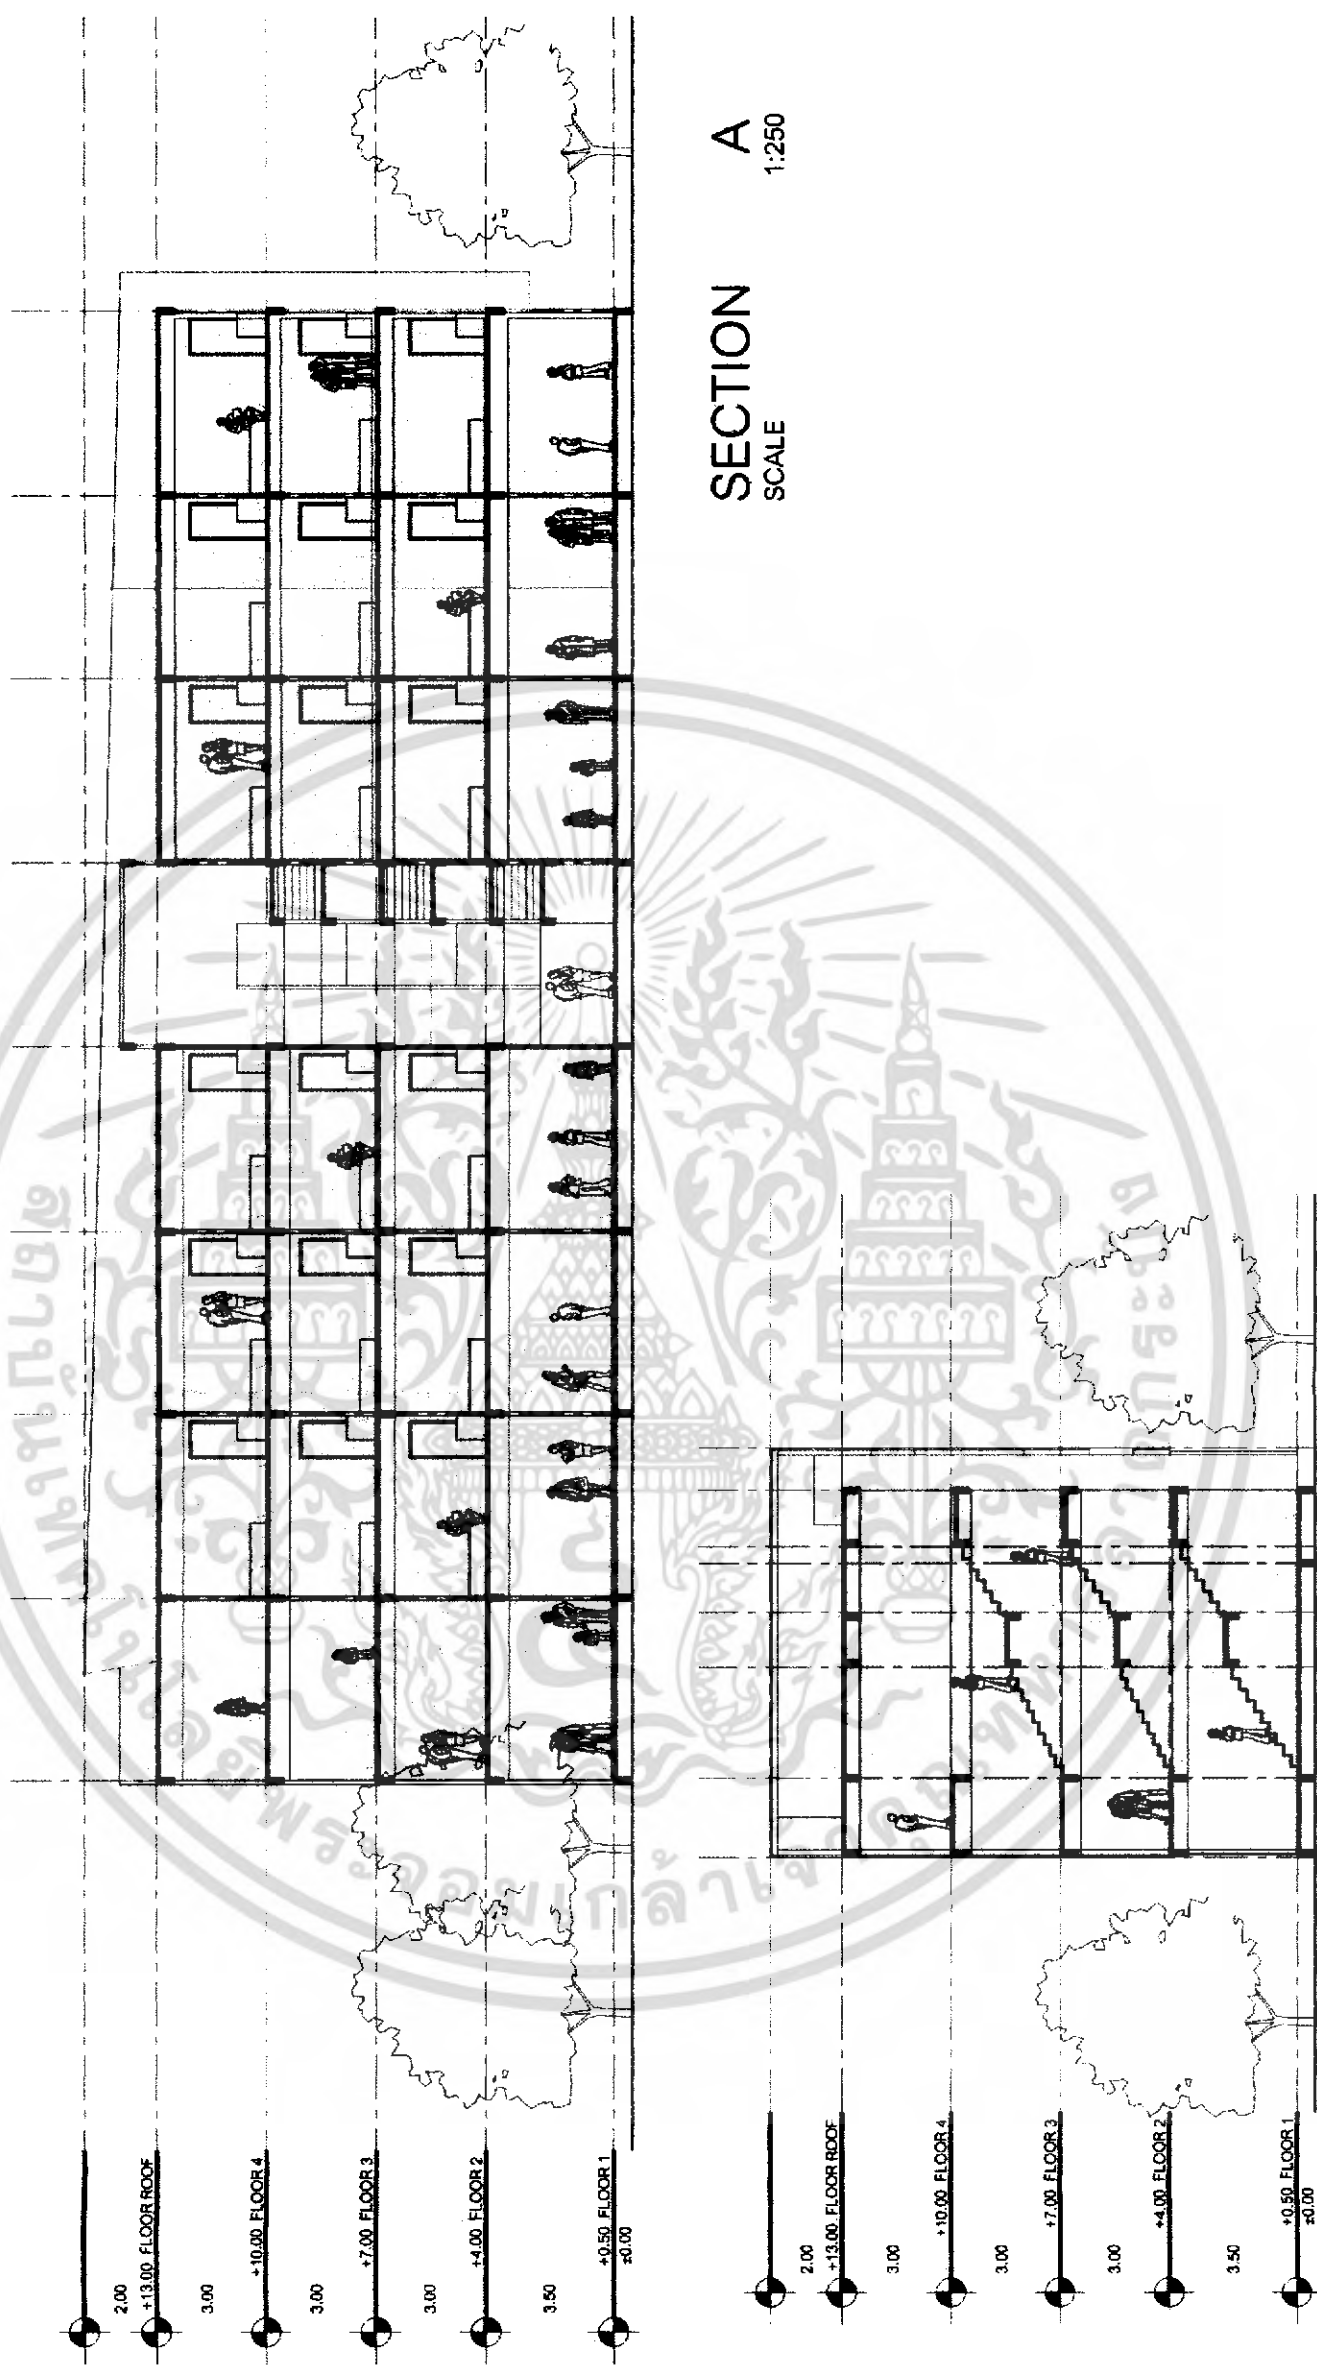 2.00
+13.00 FLOOR ROOF
3.00
+10.00 FLOOR 4
3.00
+7.00 FLOOR 3
3.00
+4.00 FLOOR 2
3.50
+0.50 FLOOR 1
±0.00
SECTION A
SCALE 1:250
2.00
+13.00 FLOOR ROOF
3.00
+10.00 FLOOR 4
3.00
+7.00 FLOOR 3
3.00
+4.00 FLOOR 2
3.50
+0.50 FLOOR 1
±0.00